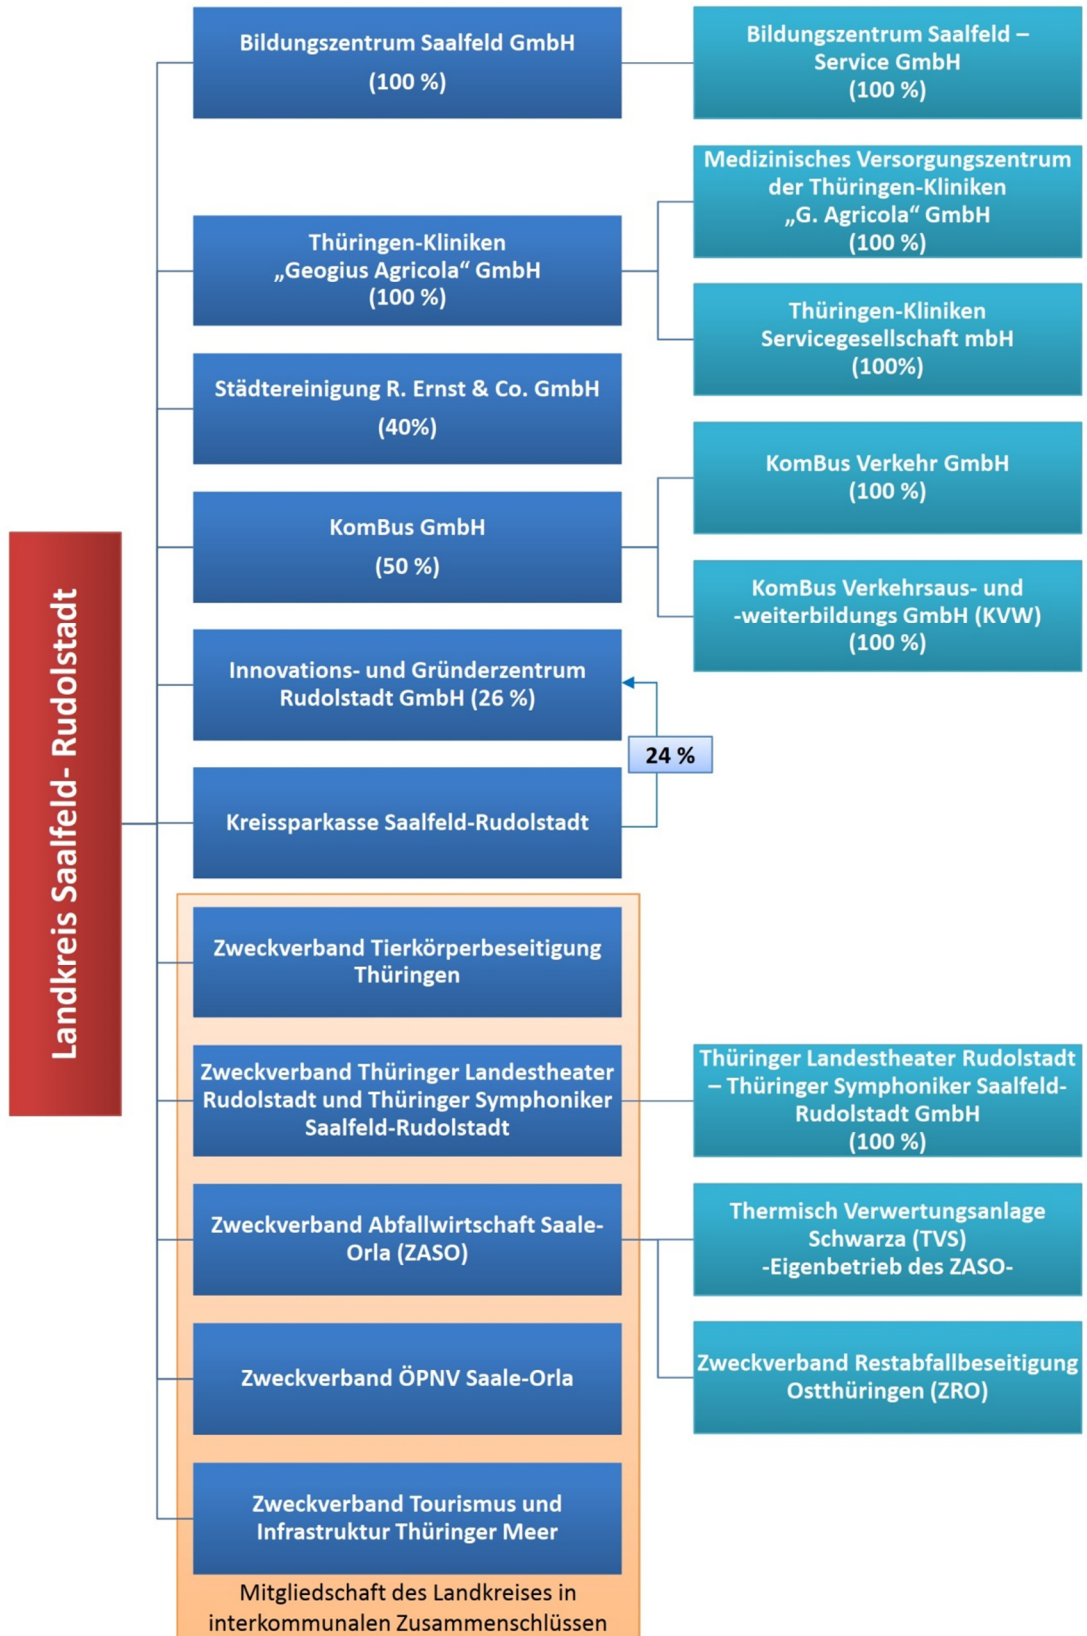 Landkreis Saalfeld- Rudolstadt
Bildungszentrum Saalfeld GmbH
(100 %)
Bildungszentrum Saalfeld –
Service GmbH
(100 %)
Thüringen-Kliniken
„Geogius Agricola“ GmbH
(100 %)
Medizinisches Versorgungszentrum
der Thüringen-Kliniken
„G. Agricola“ GmbH
(100 %)
Thüringen-Kliniken
Servicegesellschaft mbH
(100%)
Städtereinigung R. Ernst & Co. GmbH
(40%)
KomBus GmbH
(50 %)
KomBus Verkehr GmbH
(100 %)
KomBus Verkehrsaus- und
-weiterbildungs GmbH (KVW)
(100 %)
Innovations- und Gründerzentrum
Rudolstadt GmbH (26 %)
24 %
Kreissparkasse Saalfeld-Rudolstadt
Zweckverband Tierkörperbeseitigung
Thüringen
Zweckverband Thüringer Landestheater
Rudolstadt und Thüringer Symphoniker
Saalfeld-Rudolstadt
Thüringer Landestheater Rudolstadt
– Thüringer Symphoniker Saalfeld-
Rudolstadt GmbH
(100 %)
Zweckverband Abfallwirtschaft Saale-
Orla (ZASO)
Thermisch Verwertungsanlage
Schwarza (TVS)
-Eigenbetrieb des ZASO-
Zweckverband Restabfallbeseitigung
Ostthüringen (ZRO)
Zweckverband ÖPNV Saale-Orla
Zweckverband Tourismus und
Infrastruktur Thüringer Meer
Mitgliedschaft des Landkreises in
interkommunalen Zusammenschlüssen